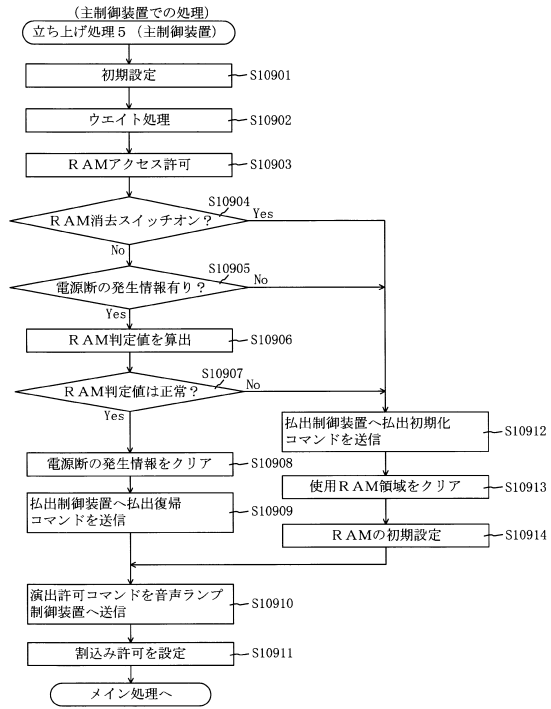 (主制御装置での処理)
立ち上げ処理5(主制御装置)
初期設定
S10901
ウエイト処理
S10902
RAMアクセス許可
S10903
RAM消去スイッチオン?
S10904
Yes
No
電源断の発生情報有り?
S10905
No
Yes
RAM判定値を算出
S10906
RAM判定値は正常?
S10907
No
Yes
払出制御装置へ払出初期化
コマンドを送信
S10912
電源断の発生情報をクリア
S10908
使用RAM領域をクリア
S10913
払出制御装置へ払出復帰
コマンドを送信
S10909
RAMの初期設定
S10914
演出許可コマンドを音声ランプ
制御装置へ送信
S10910
割込み許可を設定
S10911
メイン処理へ